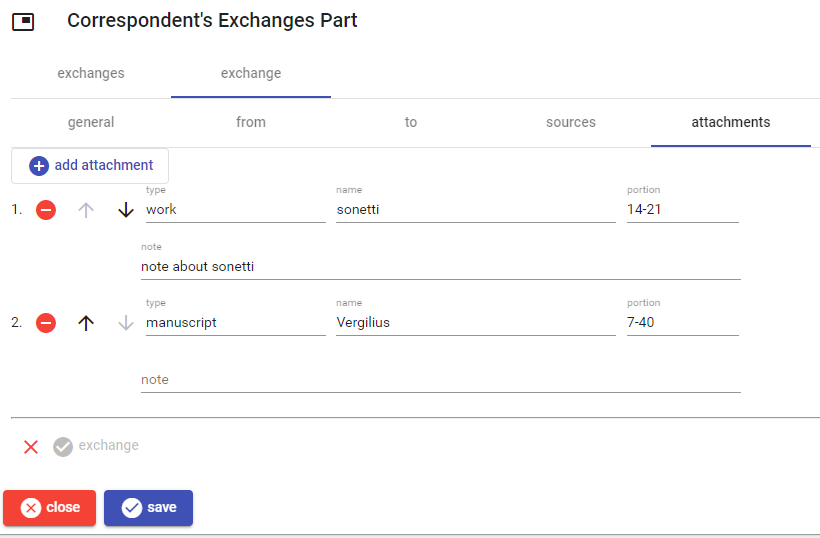 Correspondent's Exchanges Part
exchanges exchange
general from to sources attachments
add attachment
type name portion
1. work sonetti 14-21
note
note about sonetti
type name portion
2. manuscript Vergilius 7-40
note
exchange
close save